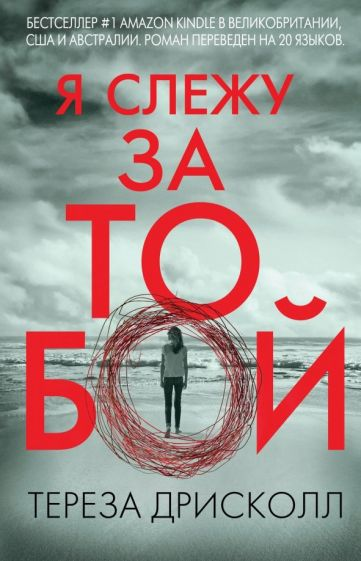 БЕСТСЕЛЛЕР #1 AMAZON KINDLE В ВЕЛИКОБРИТАНИИ,
США И АВСТРАЛИИ. РОМАН ПЕРЕВЕДЕН НА 20 ЯЗЫКОВ.
Я СЛЕЖУ
ЗА
ТО
БОЙ
ТЕРЕЗА ДРИСКОЛЛ